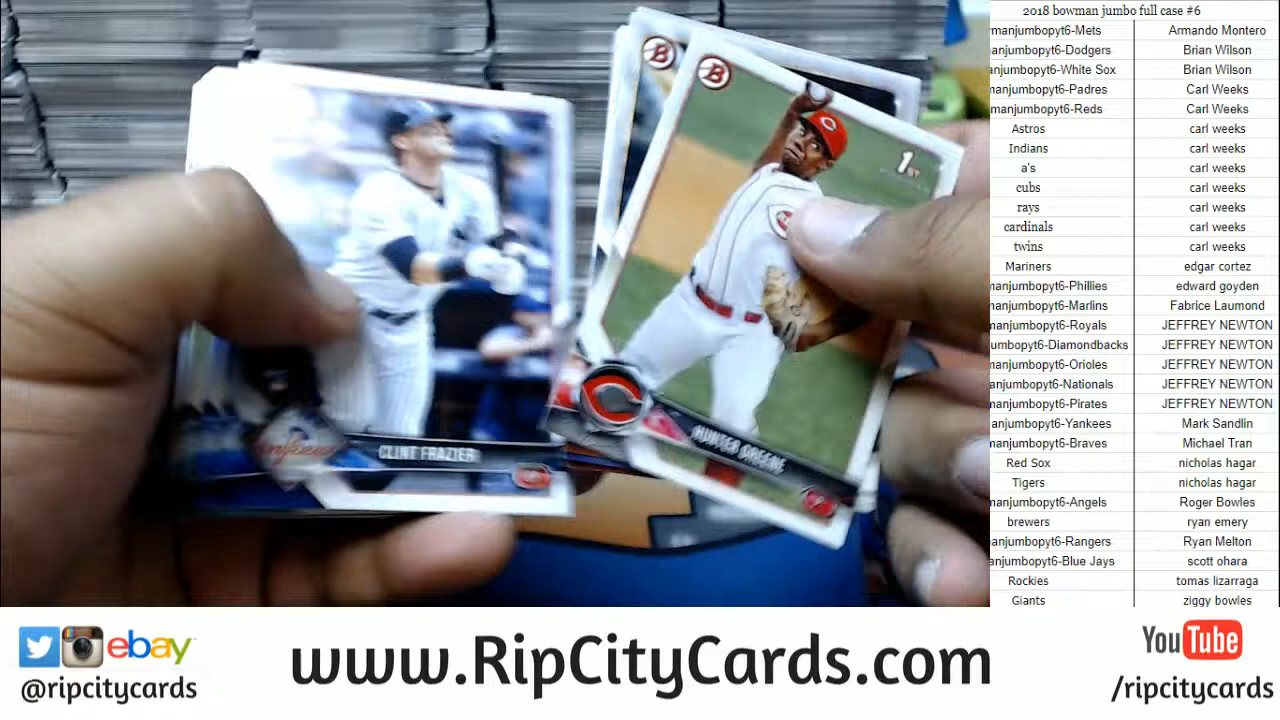 2018 bowman jumbo full case #6
manjumbopyt6-Mets Armando Montero
manjumbopyt6-Dodgers Brian Wilson
anjumbopyt6-White Sox Brian Wilson
manjumbopyt6-Padres Carl Weeks
manjumbopyt6-Reds Carl Weeks
Astros carl weeks
Indians carl weeks
a's carl weeks
cubs carl weeks
rays carl weeks
cardinals carl weeks
twins carl weeks
Mariners edgar cortez
manjumbopyt6-Phillies edward goyden
manjumbopyt6-Marlins Fabrice Laumond
manjumbopyt6-Royals JEFFREY NEWTON
umbopyt6-Diamondbacks JEFFREY NEWTON
manjumbopyt6-Orioles JEFFREY NEWTON
manjumbopyt6-Nationals JEFFREY NEWTON
manjumbopyt6-Pirates JEFFREY NEWTON
manjumbopyt6-Yankees Mark Sandlin
manjumbopyt6-Braves Michael Tran
Red Sox nicholas hagar
Tigers nicholas hagar
manjumbopyt6-Angels Roger Bowles
brewers ryan emery
manjumbopyt6-Rangers Ryan Melton
anjumbopyt6-Blue Jays scott ohara
Rockies tomas lizarraga
Giants ziggy bowles
B
B
1ST
C
CLINT FRAZIER
HUNTER GREENE
ebay
@ripcitycards
www.RipCityCards.com
YouTube
/ripcitycards